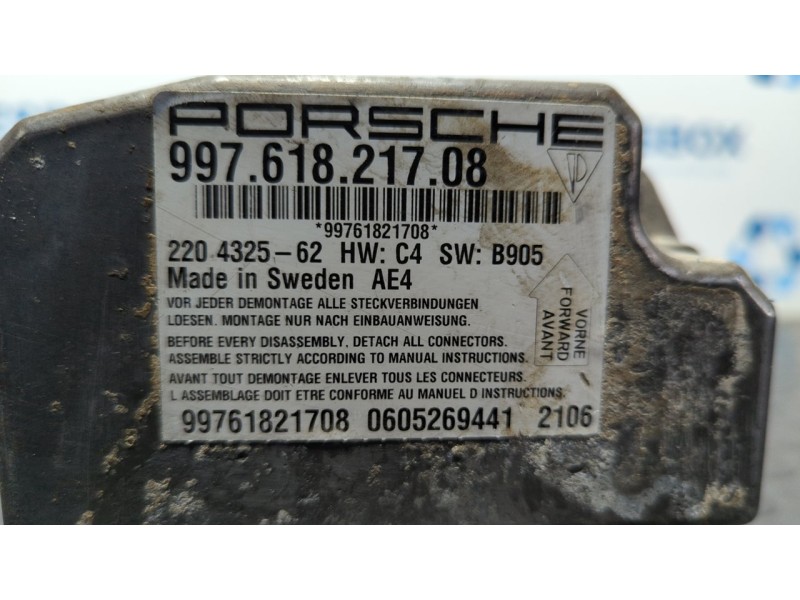 PORSCHE
997.618.217.08
*99761821708*
220 4325-62 HW: C4 SW: B905
Made in Sweden AE4
VOR JEDER DEMONTAGE ALLE STECKVERBINDUNGEN
LOESEN. MONTAGE NUR NACH EINBAUANWEISUNG.
BEFORE EVERY DISASSEMBLY, DETACH ALL CONNECTORS.
ASSEMBLE STRICTLY ACCORDING TO MANUAL INSTRUCTIONS.
AVANT TOUT DEMONTAGE ENLEVER TOUS LES CONNECTEURS.
L ASSEMBLAGE DOIT ETRE CONFORME AU MANUEL D INSTRUCTIONS.
VORNE
FORWARD
AVANT
99761821708 0605269441 2106